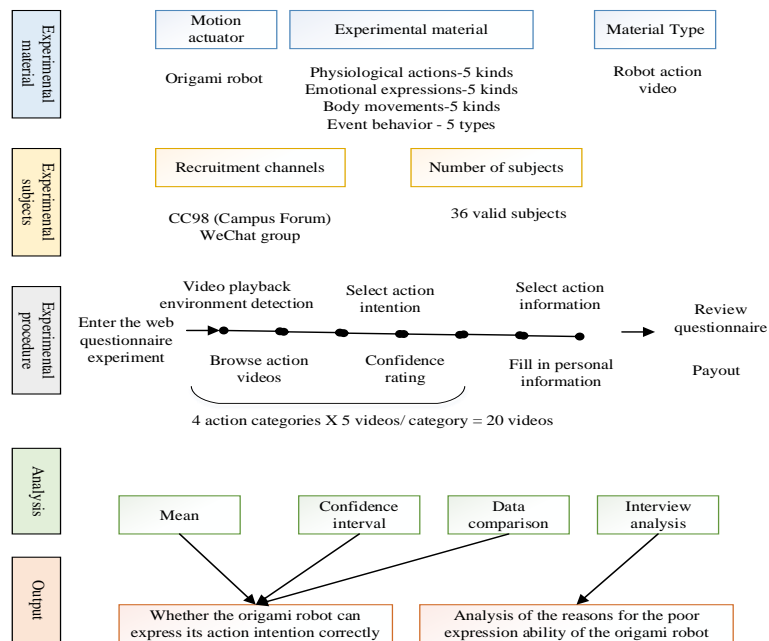 Experimental
material
Motion
actuator
Experimental material
Material Type
Origami robot
Physiological actions-5 kinds
Emotional expressions-5 kinds
Body movements-5 kinds
Event behavior - 5 types
Robot action
video
Experimental
subjects
Recruitment channels
Number of subjects
CC98 (Campus Forum)
WeChat group
36 valid subjects
Experimental
procedure
Enter the web
questionnaire
experiment
Video playback
environment detection
Browse action
videos
Select action
intention
Confidence
rating
Select action
information
Fill in personal
information
Review
questionnaire
Payout
4 action categories X 5 videos/ category = 20 videos
Analysis
Mean
Confidence
interval
Data
comparison
Interview
analysis
Output
Whether the origami robot can
express its action intention correctly
Analysis of the reasons for the poor
expression ability of the origami robot